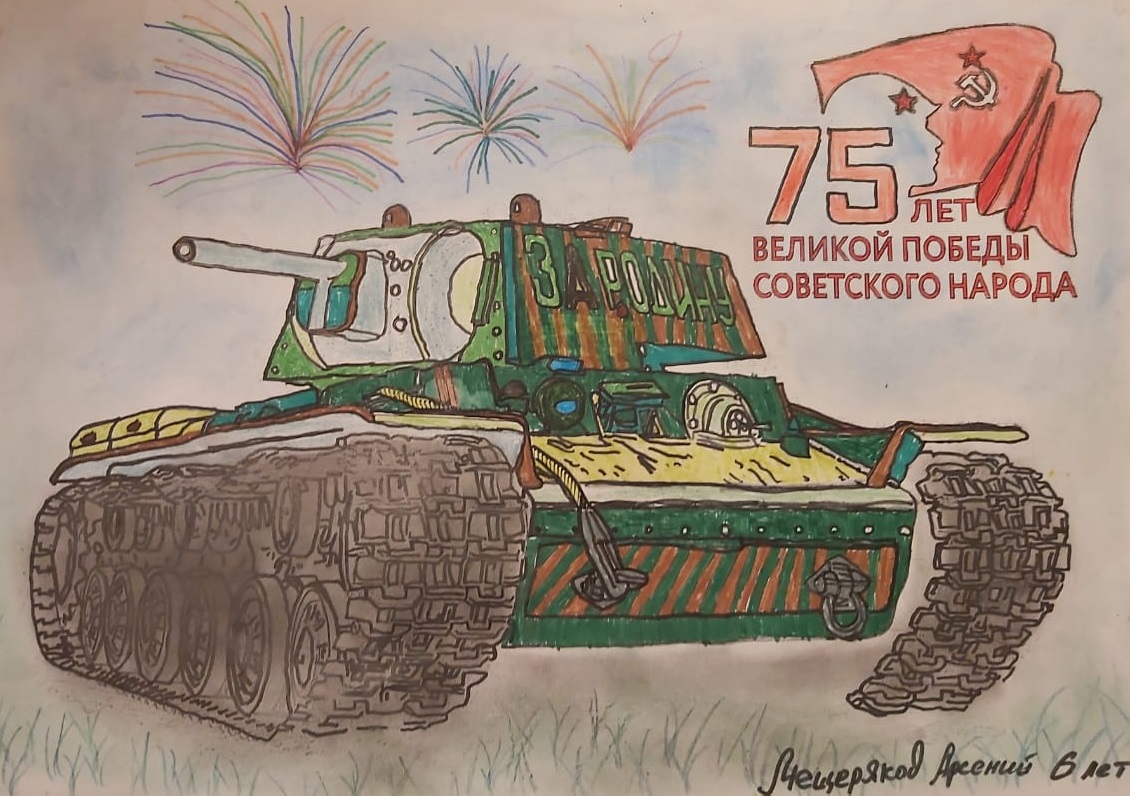 ЗА РОДИНУ
75
ЛЕТ
ВЕЛИКОЙ ПОБЕДЫ
СОВЕТСКОГО НАРОДА
Мещеряков Арсений 6 лет